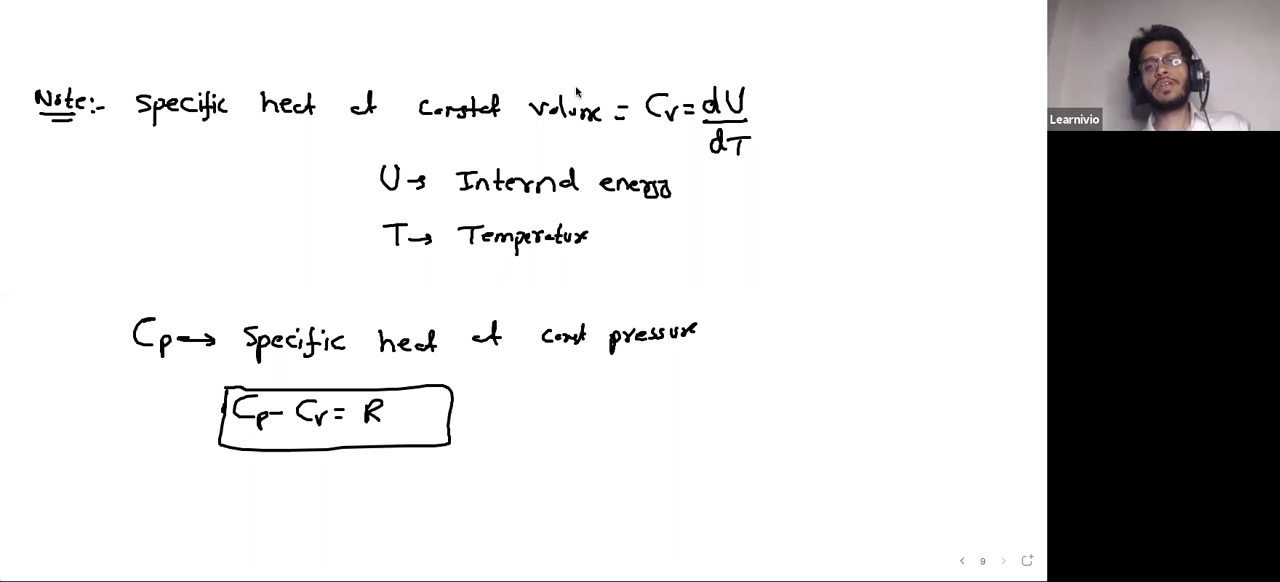 Note:- Specific heat at constat volume = Cv = dU
dT
U → Internal energy
T → Temperature
Cp → Specific heat at const pressure
Cp - Cv = R
Learnivio
9